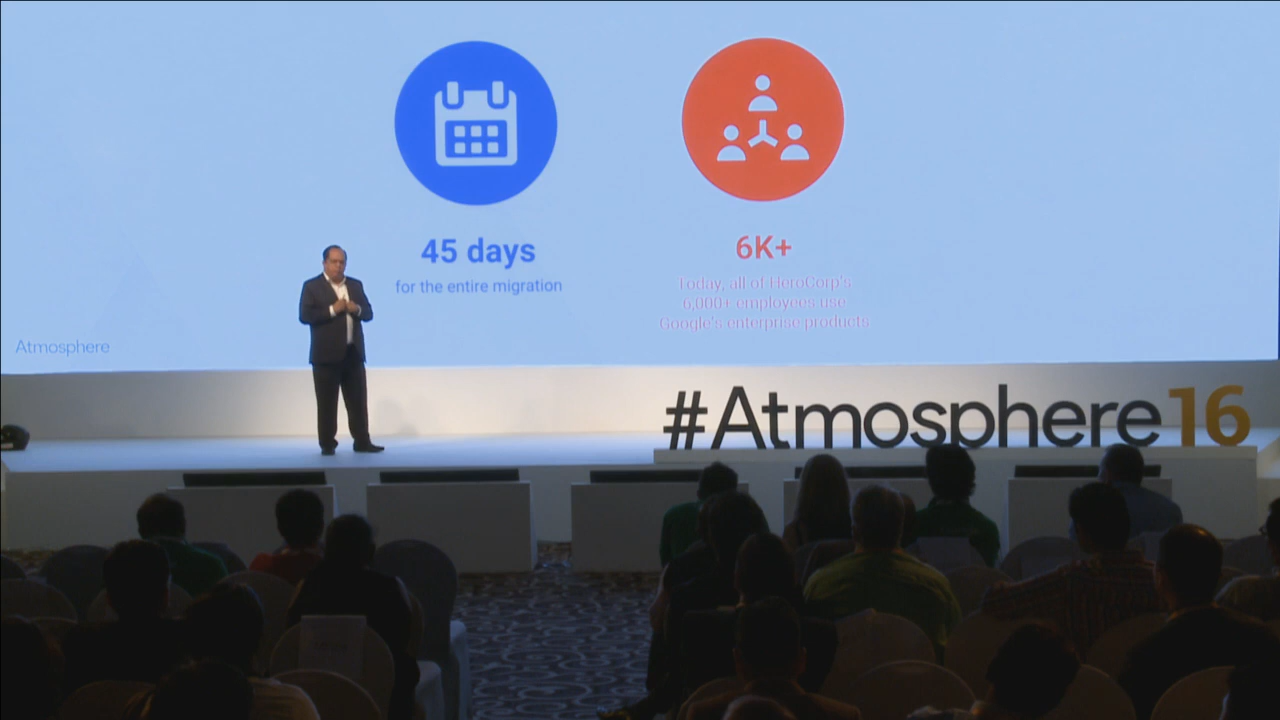 45 days
for the entire migration
6K+
Today, all of HeroCorp's
6,000+ employees use
Google's enterprise products
Atmosphere
#Atmosphere16